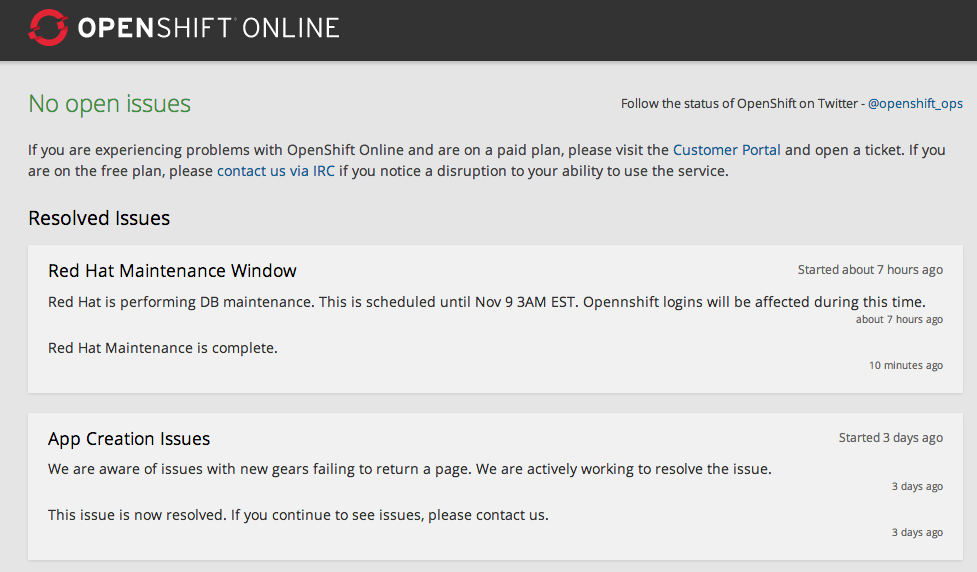 OPENSHIFT ONLINE
No open issues
Follow the status of OpenShift on Twitter - @openshift_ops
If you are experiencing problems with OpenShift Online and are on a paid plan, please visit the Customer Portal and open a ticket. If you
are on the free plan, please contact us via IRC if you notice a disruption to your ability to use the service.
Resolved Issues
Red Hat Maintenance Window
Started about 7 hours ago
Red Hat is performing DB maintenance. This is scheduled until Nov 9 3AM EST. Opennshift logins will be affected during this time.
about 7 hours ago
Red Hat Maintenance is complete.
10 minutes ago
App Creation Issues
Started 3 days ago
We are aware of issues with new gears failing to return a page. We are actively working to resolve the issue.
3 days ago
This issue is now resolved. If you continue to see issues, please contact us.
3 days ago